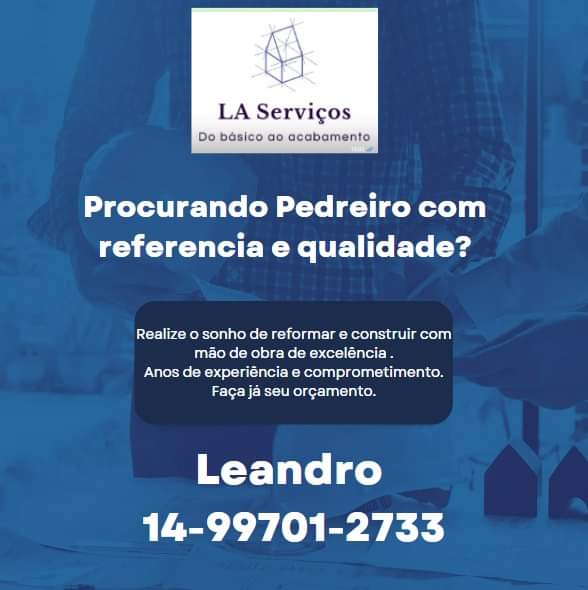 LA Serviços
Do básico ao acabamento
Procurando Pedreiro com
referencia e qualidade?
Realize o sonho de reformar e construir com
mão de obra de excelência .
Anos de experiência e comprometimento.
Faça já seu orçamento.
Leandro
14-99701-2733